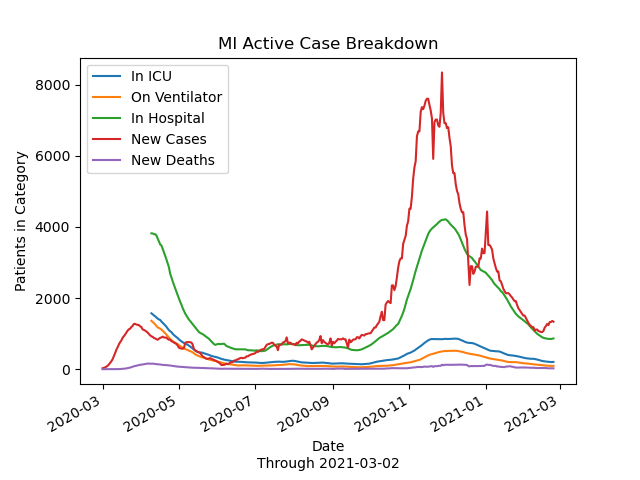 MI Active Case Breakdown
In ICU
On Ventilator
In Hospital
New Cases
New Deaths
Patients in Category
8000
6000
4000
2000
0
2020-03
2020-05
2020-07
2020-09
2020-11
2021-01
2021-03
Date
Through 2021-03-02